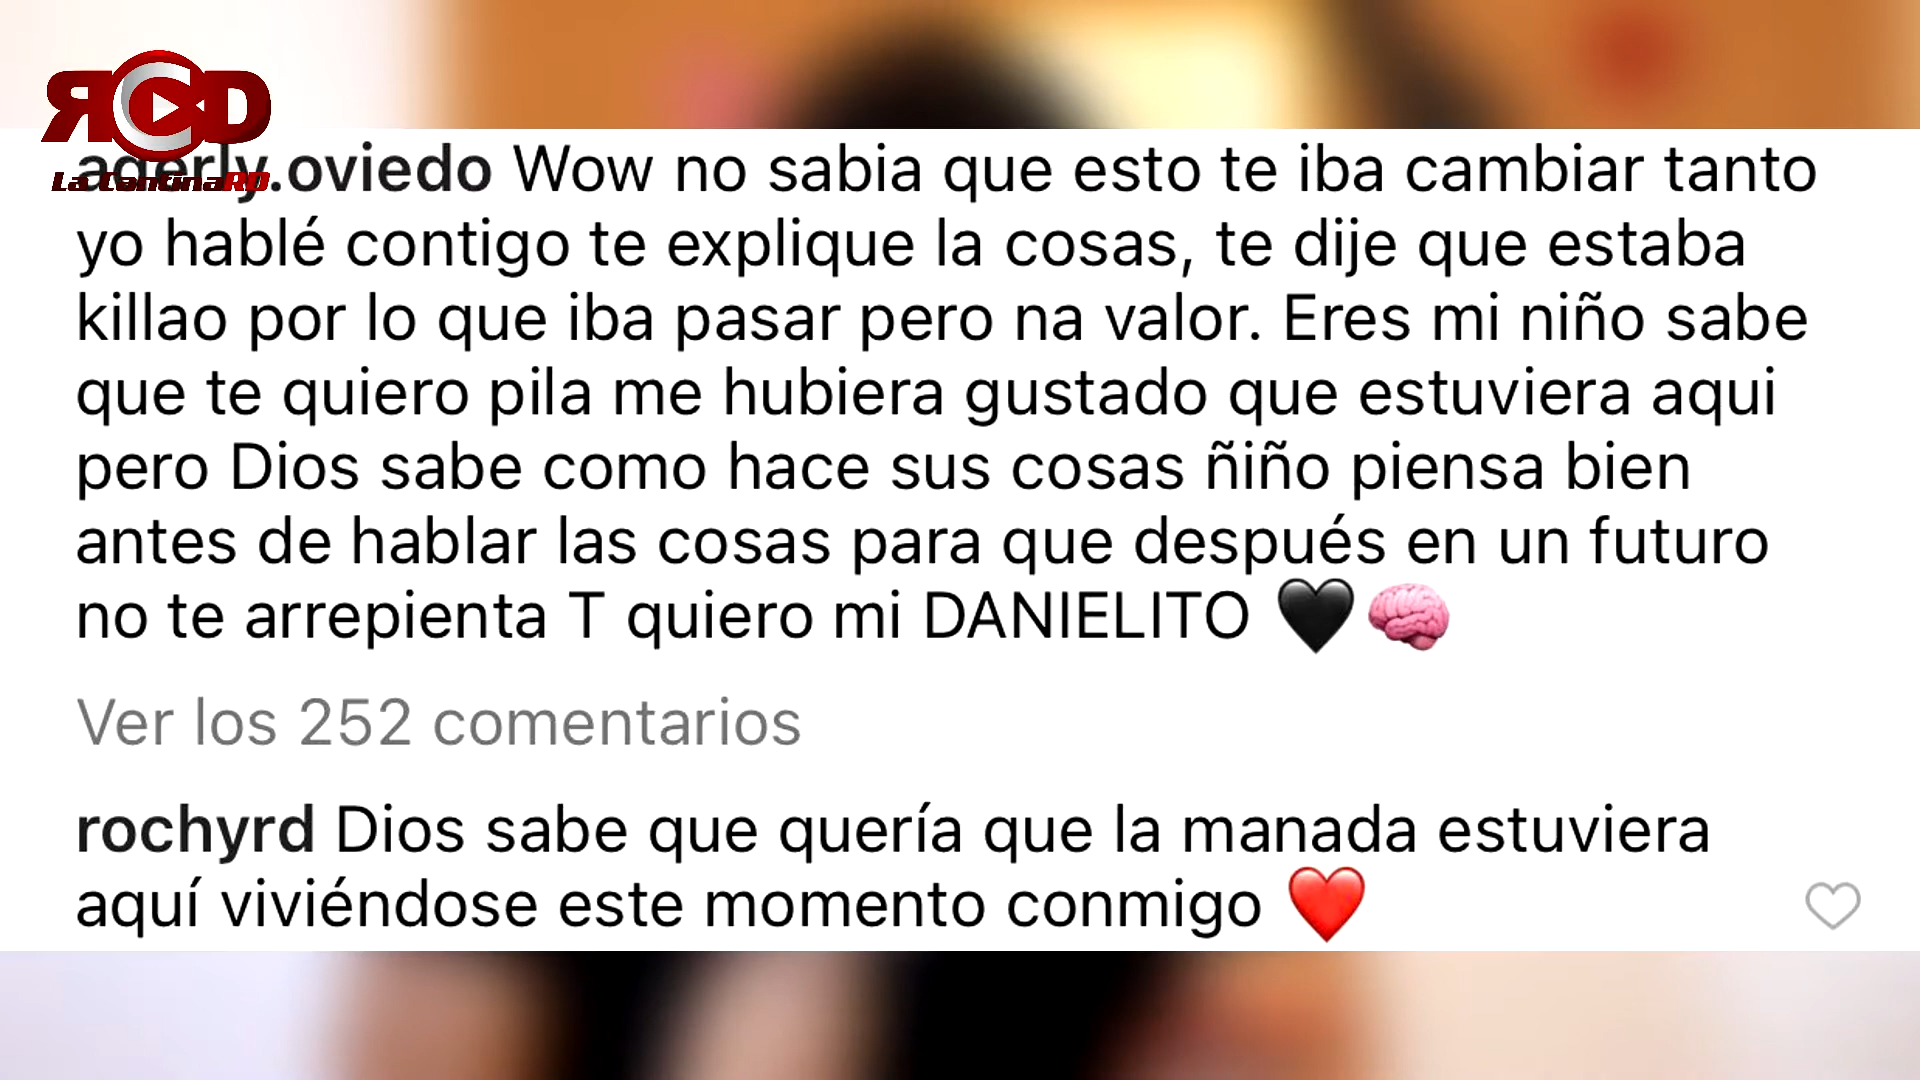 RCD
La CantinaRD
aderly.oviedo Wow no sabia que esto te iba cambiar tanto
yo hablé contigo te explique la cosas, te dije que estaba
killao por lo que iba pasar pero na valor. Eres mi niño sabe
que te quiero pila me hubiera gustado que estuviera aqui
pero Dios sabe como hace sus cosas ñiño piensa bien
antes de hablar las cosas para que después en un futuro
no te arrepienta T quiero mi DANIELITO 🖤🧠
Ver los 252 comentarios
rochyrd Dios sabe que quería que la manada estuviera
aquí viviéndose este momento conmigo ❤️